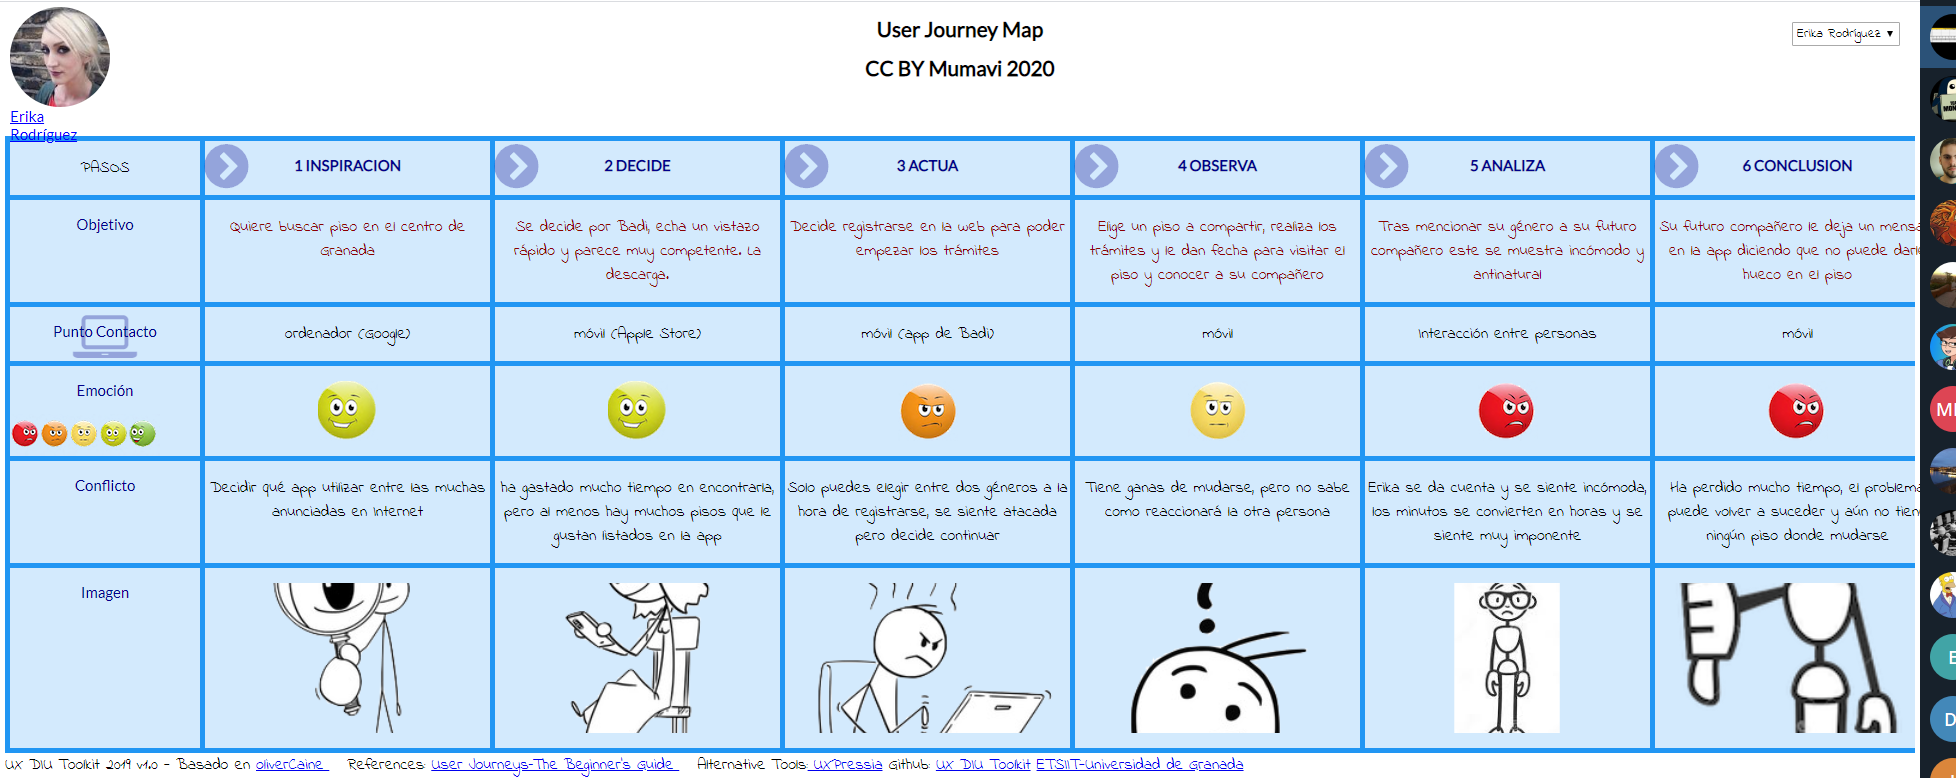 User Journey Map
CC BY Mumavi 2020
Erika Rodríguez ▼
Erika
Rodríguez
PASOS
1 INSPIRACION
2 DECIDE
3 ACTUA
4 OBSERVA
5 ANALIZA
6 CONCLUSION
Objetivo
Quiere buscar piso en el centro de
Granada
Se decide por Badi, echa un vistazo
rápido y parece muy competente. La
descarga.
Decide registrarse en la web para poder
empezar los trámites
Elige un piso a compartir, realiza los
trámites y le dan fecha para visitar el
piso y conocer a su compañero
Tras mencionar su género a su futuro
compañero este se muestra incómodo y
antinatural
Su futuro compañero le deja un mensa
en la app diciendo que no puede darl
hueco en el piso
Punto Contacto
ordenador (Google)
móvil (Apple Store)
móvil (app de Badi)
móvil
Interacción entre personas
móvil
Emoción
Conflicto
Decidir qué app utilizar entre las muchas
anunciadas en Internet
ha gastado mucho tiempo en encontrarla,
pero al menos hay muchos pisos que le
gustan listados en la app
Solo puedes elegir entre dos géneros a la
hora de registrarse, se siente atacada
pero decide continuar
Tiene ganas de mudarse, pero no sabe
como reaccionará la otra persona
Erika se da cuenta y se siente incómoda,
los minutos se convierten en horas y se
siente muy imponente
Ha perdido mucho tiempo, el problema
puede volver a suceder y aún no tien
ningún piso donde mudarse
Imagen
UX DIU Toolkit 2019 v1.0 - Basado en oliverCaine References: User Journeys-The Beginner's Guide Alternative Tools: UXPressia Github: UX DIU Toolkit ETSIIT-Universidad de Granada